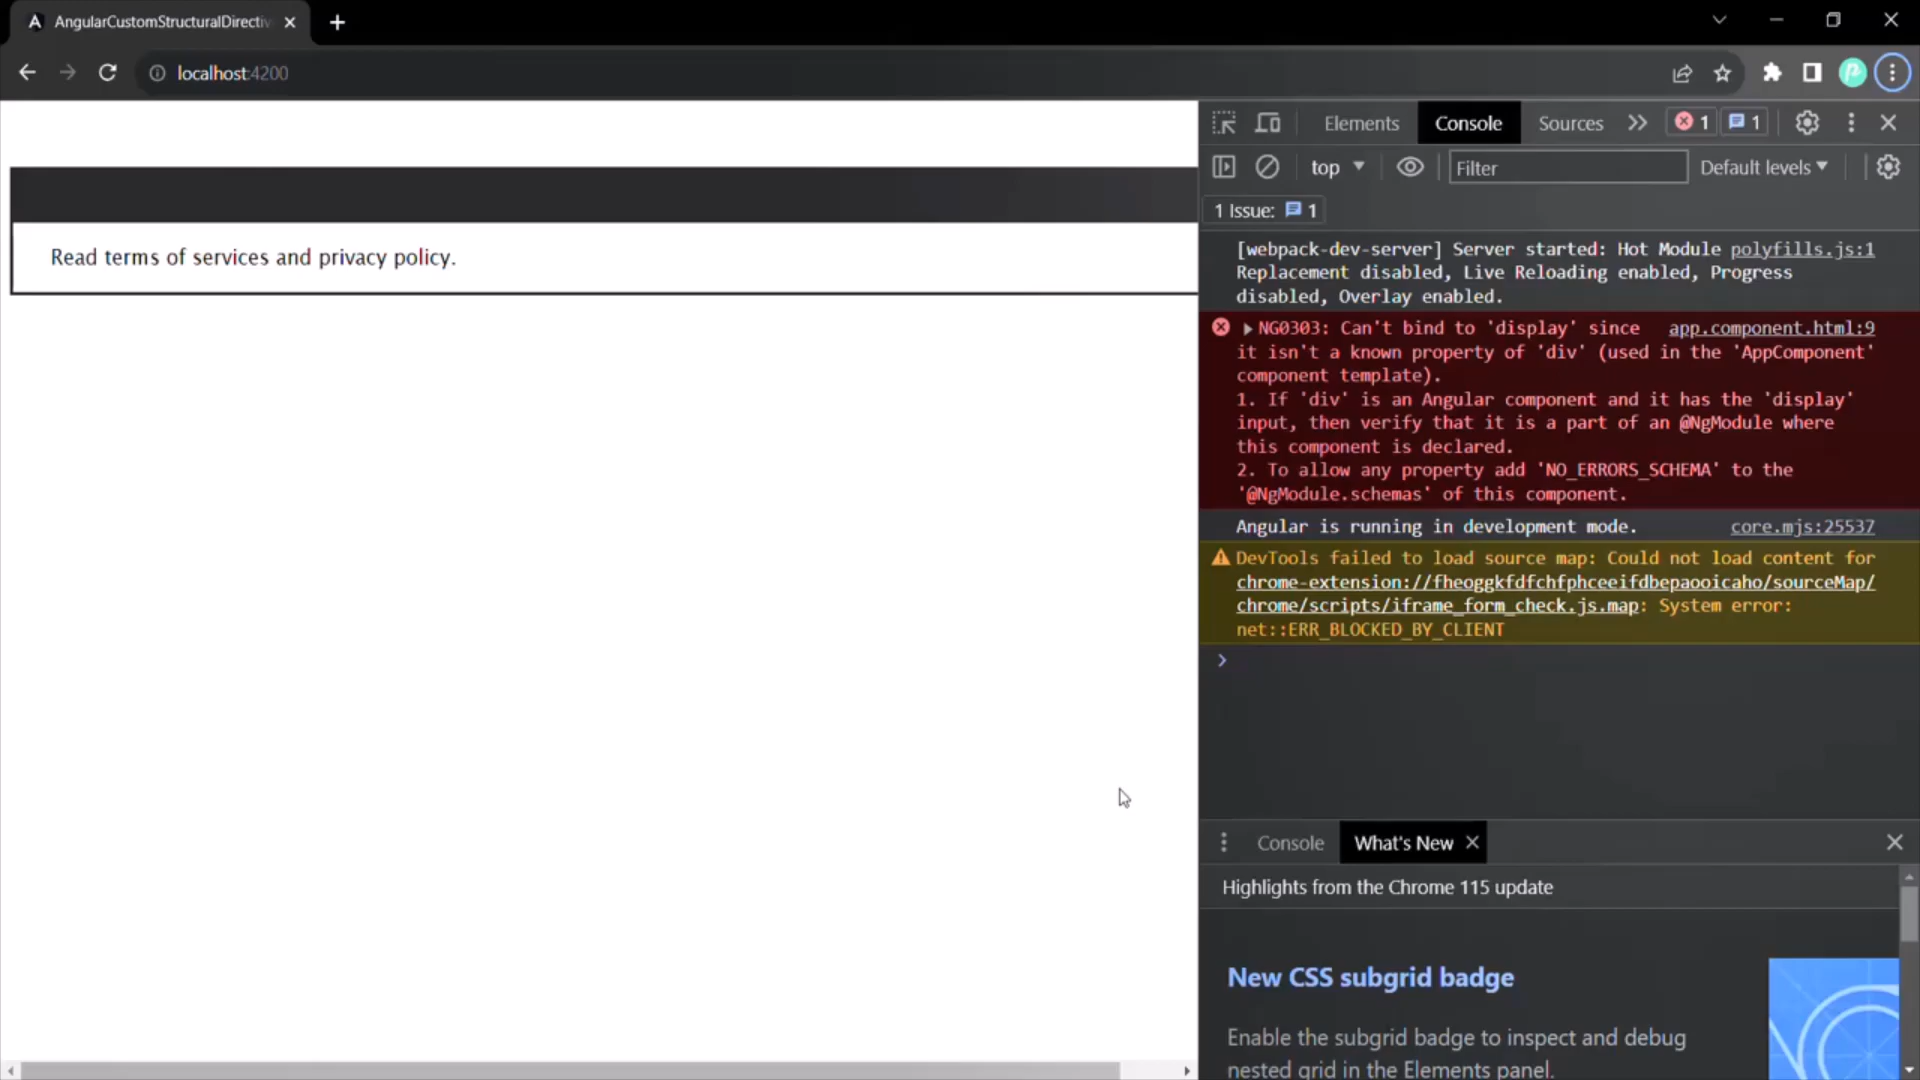 AngularCustomStructuralDirectiv
localhost:4200
Elements Console Sources 1 1
top Filter Default levels
1 Issue: 1
[webpack-dev-server] Server started: Hot Module polyfills.js:1
Replacement disabled, Live Reloading enabled, Progress
disabled, Overlay enabled.
Read terms of services and privacy policy.
NG0303: Can't bind to 'display' since app.component.html:9
it isn't a known property of 'div' (used in the 'AppComponent'
component template).
1. If 'div' is an Angular component and it has the 'display'
input, then verify that it is a part of an @NgModule where
this component is declared.
2. To allow any property add 'NO_ERRORS_SCHEMA' to the
'@NgModule.schemas' of this component.
Angular is running in development mode. core.mjs:25537
DevTools failed to load source map: Could not load content for
chrome-extension://fheoggkfdfchfphceeifdbepaooicaho/sourceMap/
chrome/scripts/iframe_form_check.js.map: System error:
net::ERR_BLOCKED_BY_CLIENT
Console What's New
Highlights from the Chrome 115 update
New CSS subgrid badge
Enable the subgrid badge to inspect and debug
nested grid in the Elements panel.